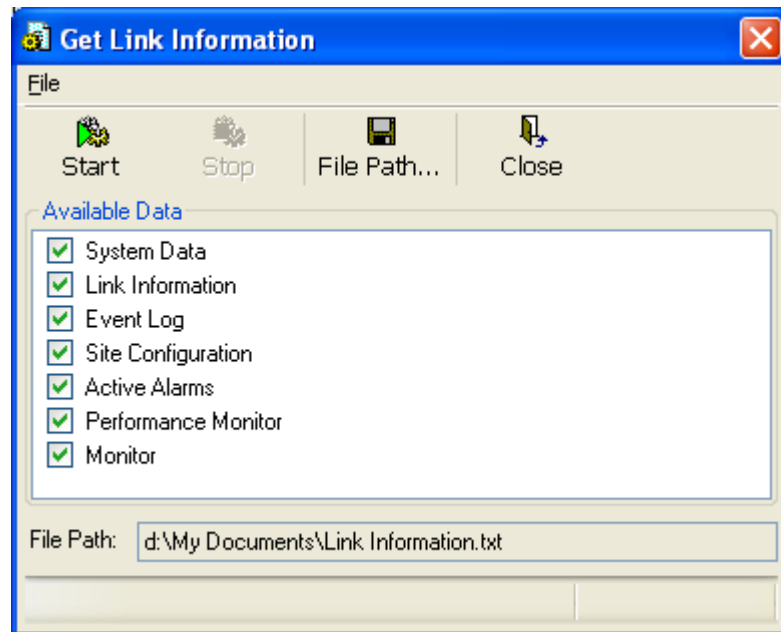 Get Link Information
File
Start Stop File Path... Close
Available Data
System Data
Link Information
Event Log
Site Configuration
Active Alarms
Performance Monitor
Monitor
File Path: d:\My Documents\Link Information.txt